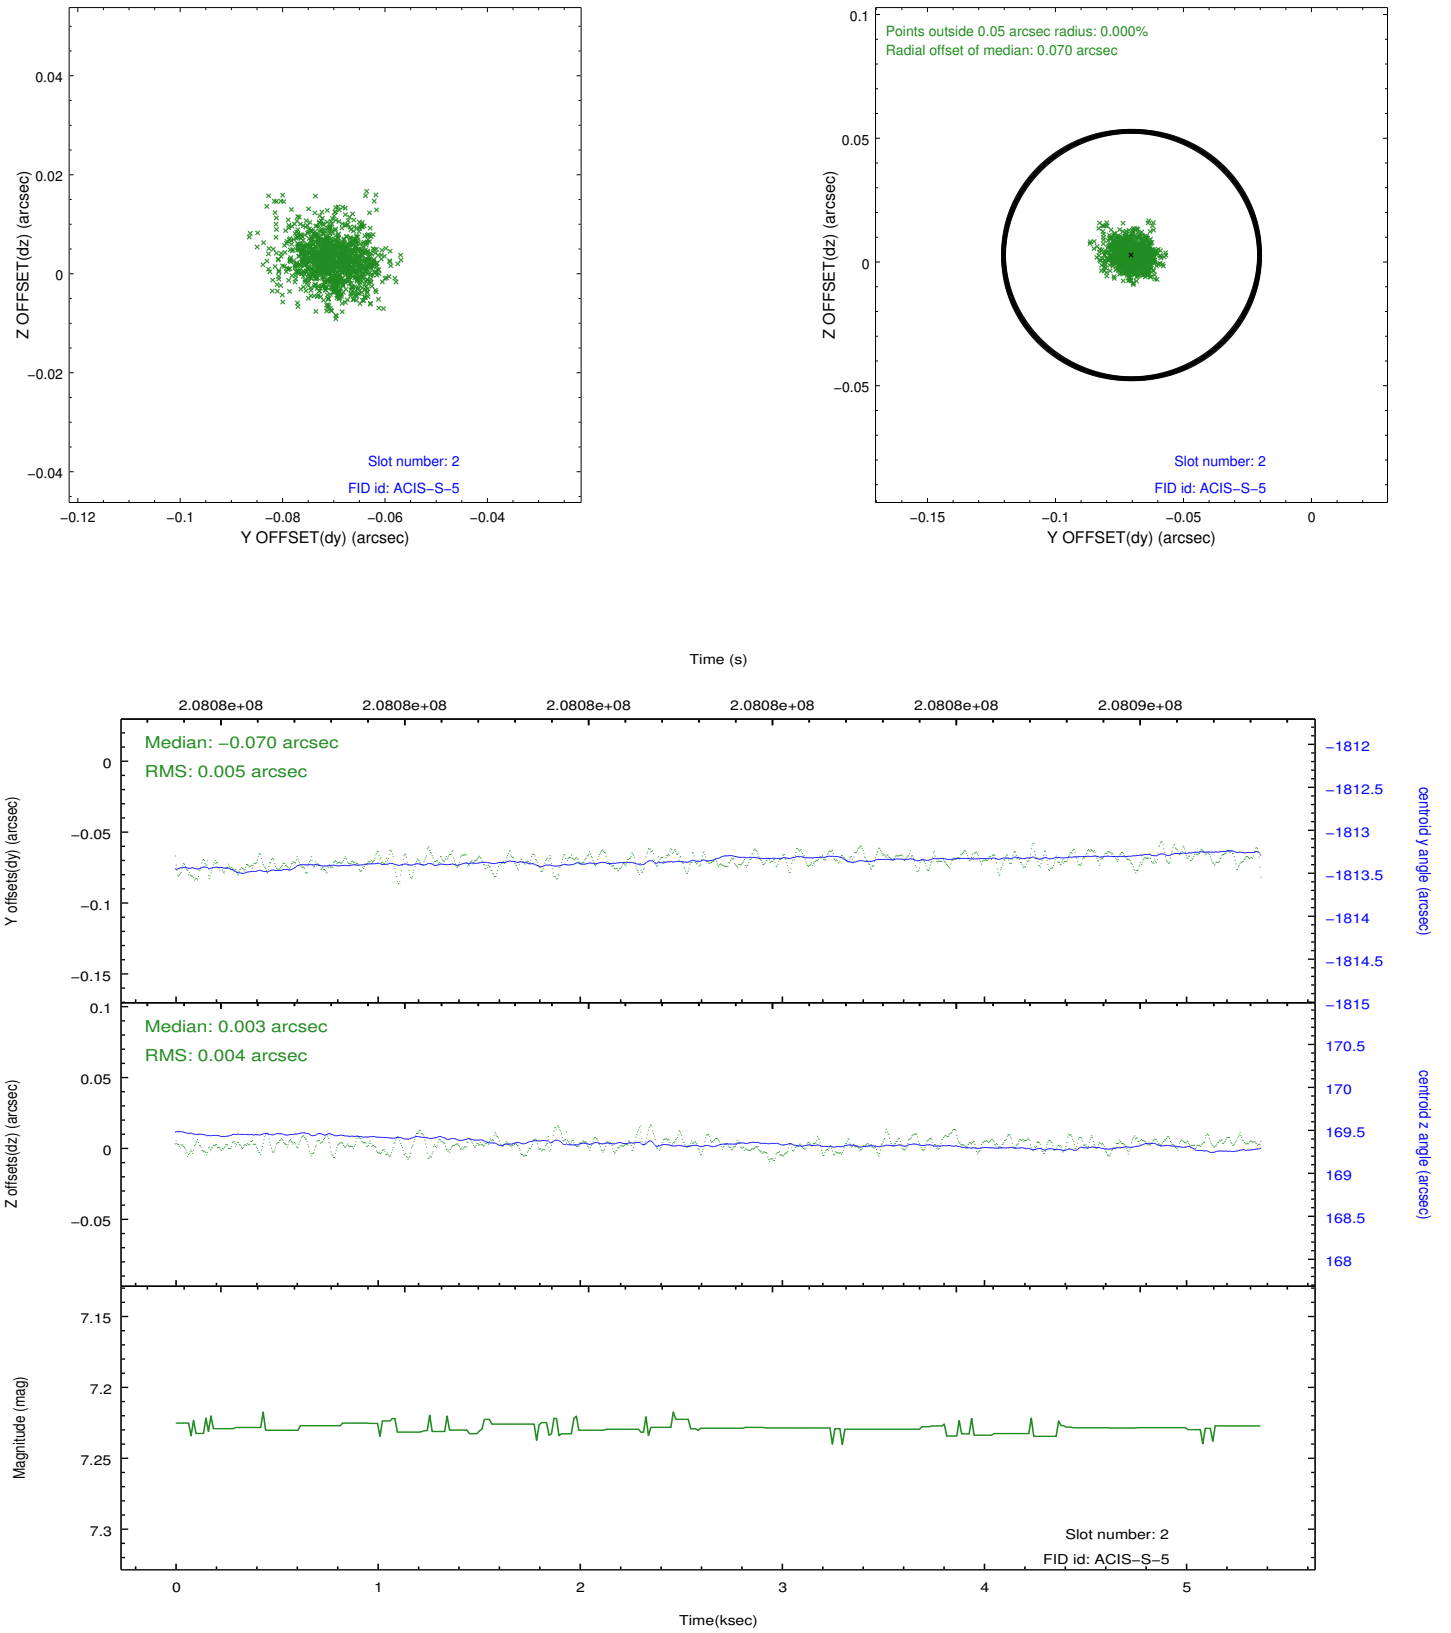 0.04
0.02
0
−0.02
−0.04
Z OFFSET(dz) (arcsec)
Slot number: 2
FID id: ACIS−S−5
−0.12
−0.1
−0.08
−0.06
−0.04
Y OFFSET(dy) (arcsec)
0.1
0.05
0
−0.05
Z OFFSET(dz) (arcsec)
Points outside 0.05 arcsec radius: 0.000%
Radial offset of median: 0.070 arcsec
Slot number: 2
FID id: ACIS−S−5
−0.15
−0.1
−0.05
0
Y OFFSET(dy) (arcsec)
Time (s)
2.0808e+08
2.0808e+08
2.0808e+08
2.0808e+08
2.0808e+08
2.0809e+08
Median: −0.070 arcsec
RMS: 0.005 arcsec
0
−0.05
−0.1
−0.15
Y offsets(dy) (arcsec)
−1812
−1812.5
−1813
−1813.5
−1814
−1814.5
−1815
centroid y angle (arcsec)
Median: 0.003 arcsec
RMS: 0.004 arcsec
0.1
0.05
0
−0.05
Z offsets(dz) (arcsec)
170.5
170
169.5
169
168.5
168
centroid z angle (arcsec)
7.15
7.2
7.25
7.3
Magnitude (mag)
Slot number: 2
FID id: ACIS−S−5
0
1
2
3
4
5
Time(ksec)